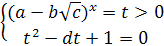 {(a − b√c)^x = t > 0
t² − dt + 1 = 0